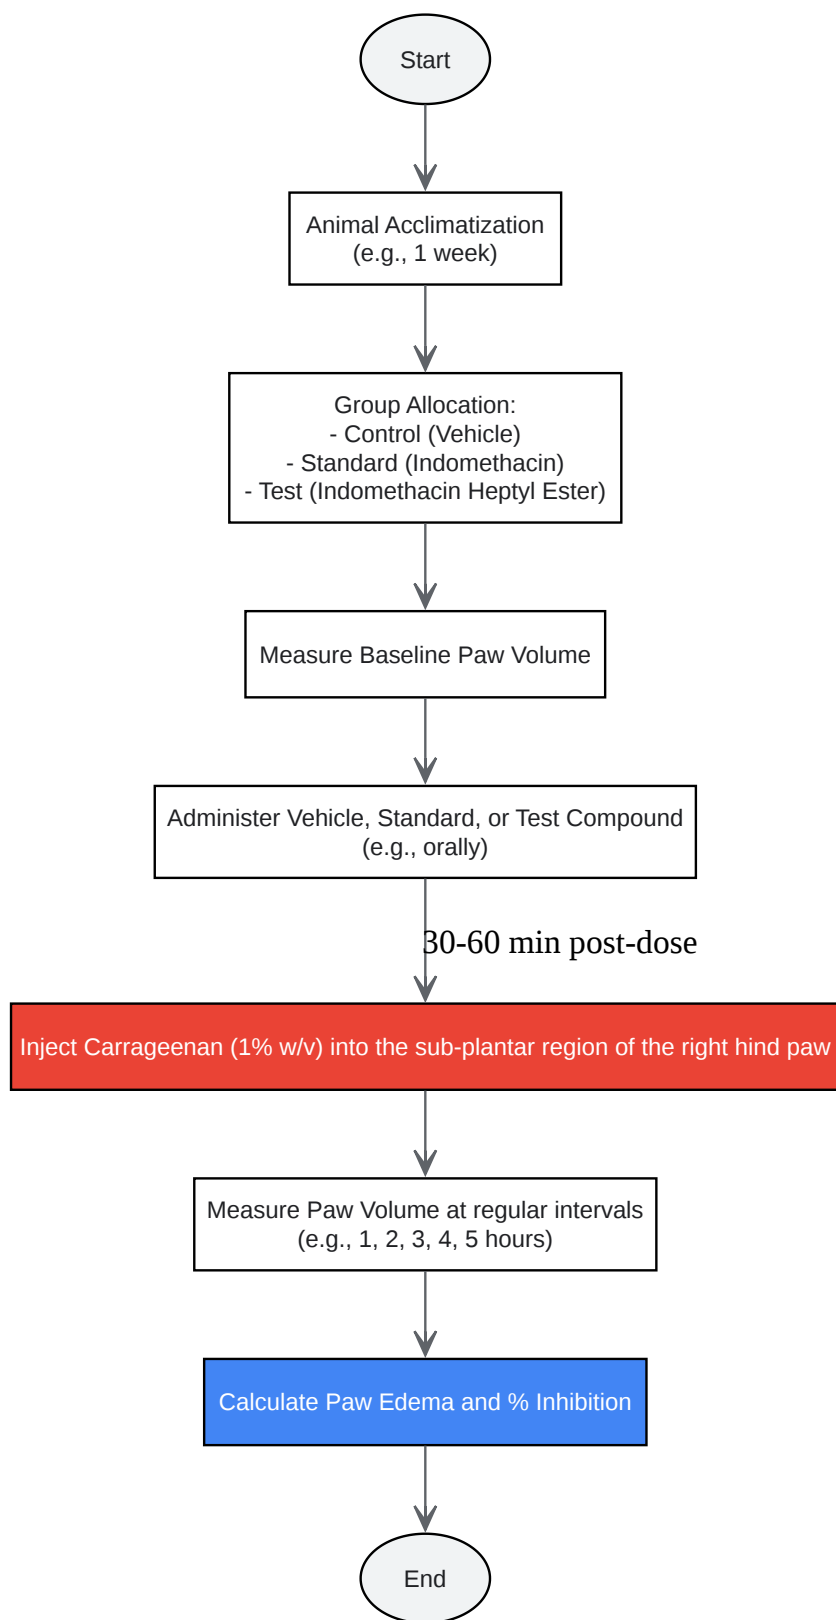 Start
Animal Acclimatization
(e.g., 1 week)
Group Allocation:
- Control (Vehicle)
- Standard (Indomethacin)
- Test (Indomethacin Heptyl Ester)
Measure Baseline Paw Volume
Administer Vehicle, Standard, or Test Compound
(e.g., orally)
30-60 min post-dose
Inject Carrageenan (1% w/v) into the sub-plantar region of the right hind paw
Measure Paw Volume at regular intervals
(e.g., 1, 2, 3, 4, 5 hours)
Calculate Paw Edema and % Inhibition
End